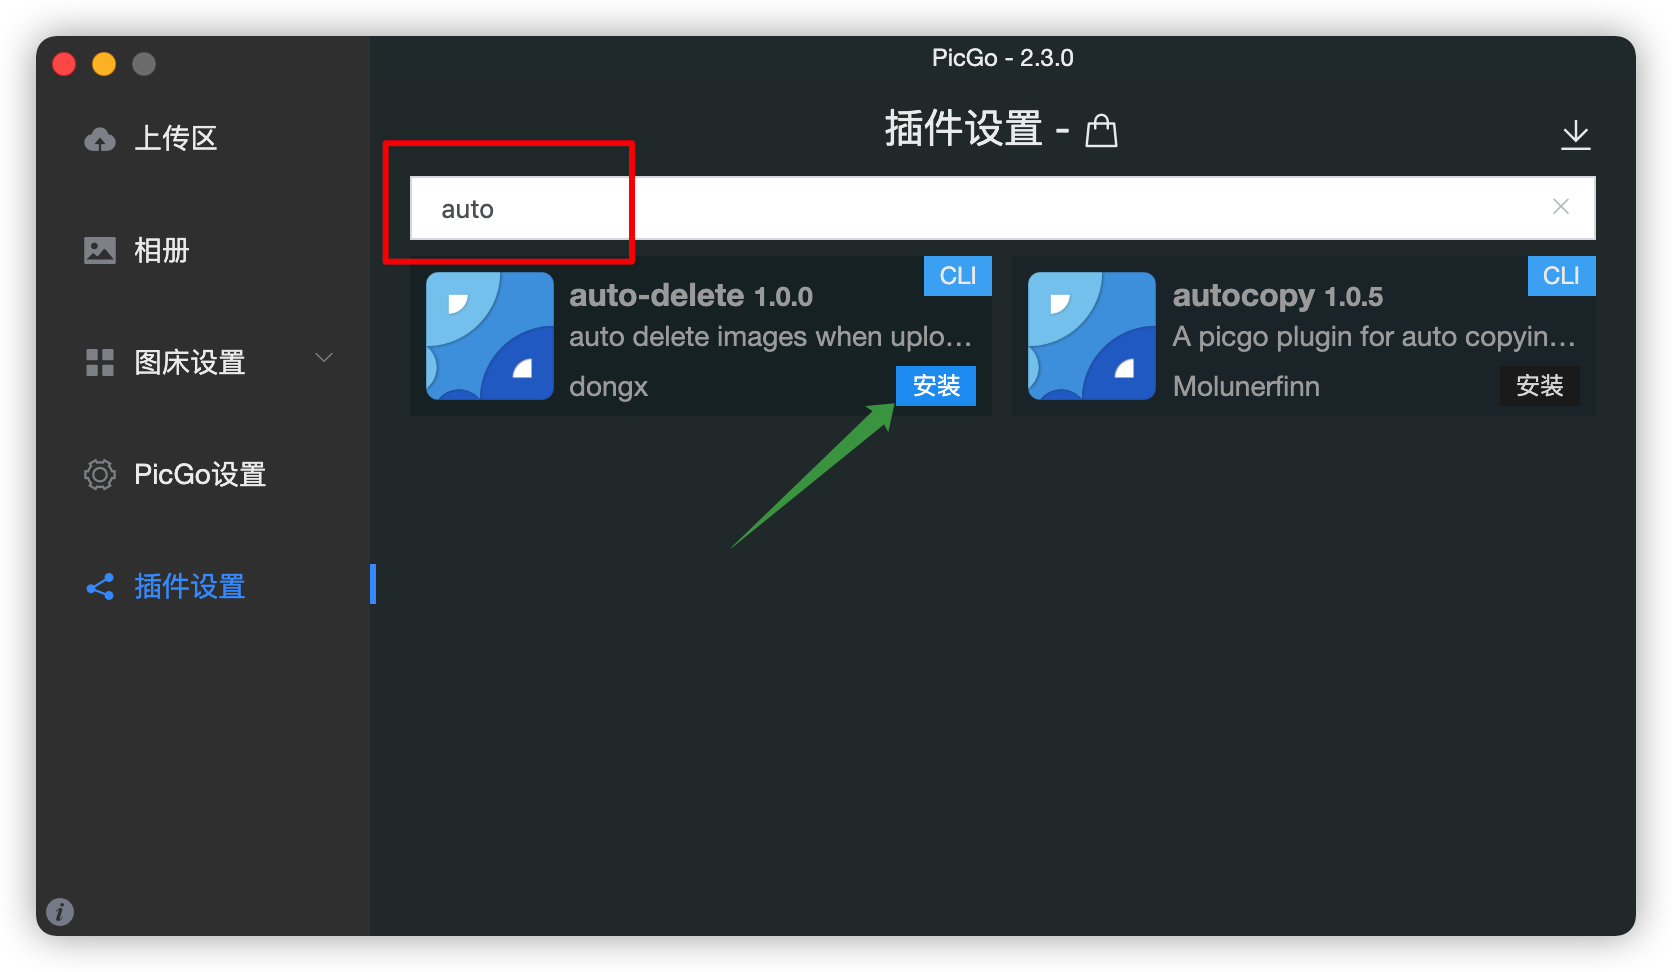 PicGo - 2.3.0
上传区
相册
图床设置
PicGo设置
插件设置
插件设置 -
auto
CLI
auto-delete 1.0.0
auto delete images when uplo...
dongx
安装
CLI
autocopy 1.0.5
A picgo plugin for auto copyin...
Molunerfinn
安装